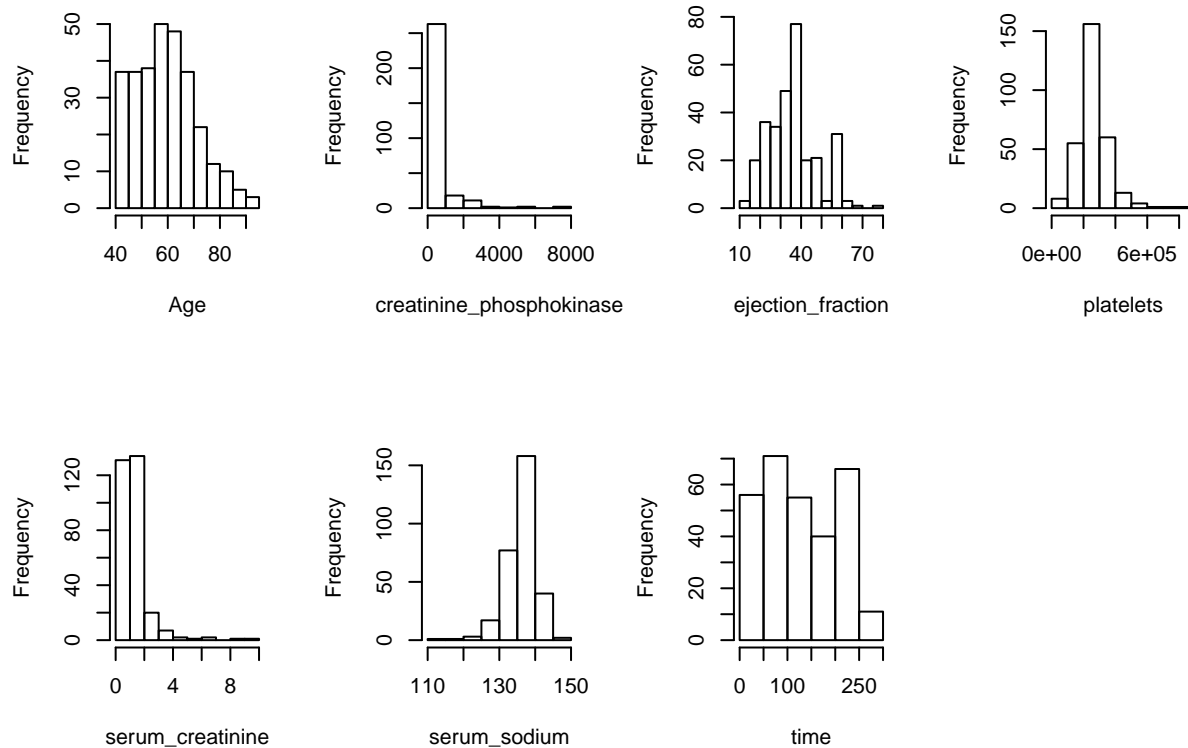 Frequency
0 10 30 50
40 60 80
Age
Frequency
0 100 200
0 4000 8000
creatinine_phosphokinase
Frequency
0 20 40 60 80
10 40 70
ejection_fraction
Frequency
0 50 100 150
0e+00 6e+05
platelets
Frequency
0 40 80 120
0 4 8
serum_creatinine
Frequency
0 50 100 150
110 130 150
serum_sodium
Frequency
0 20 40 60
0 100 250
time